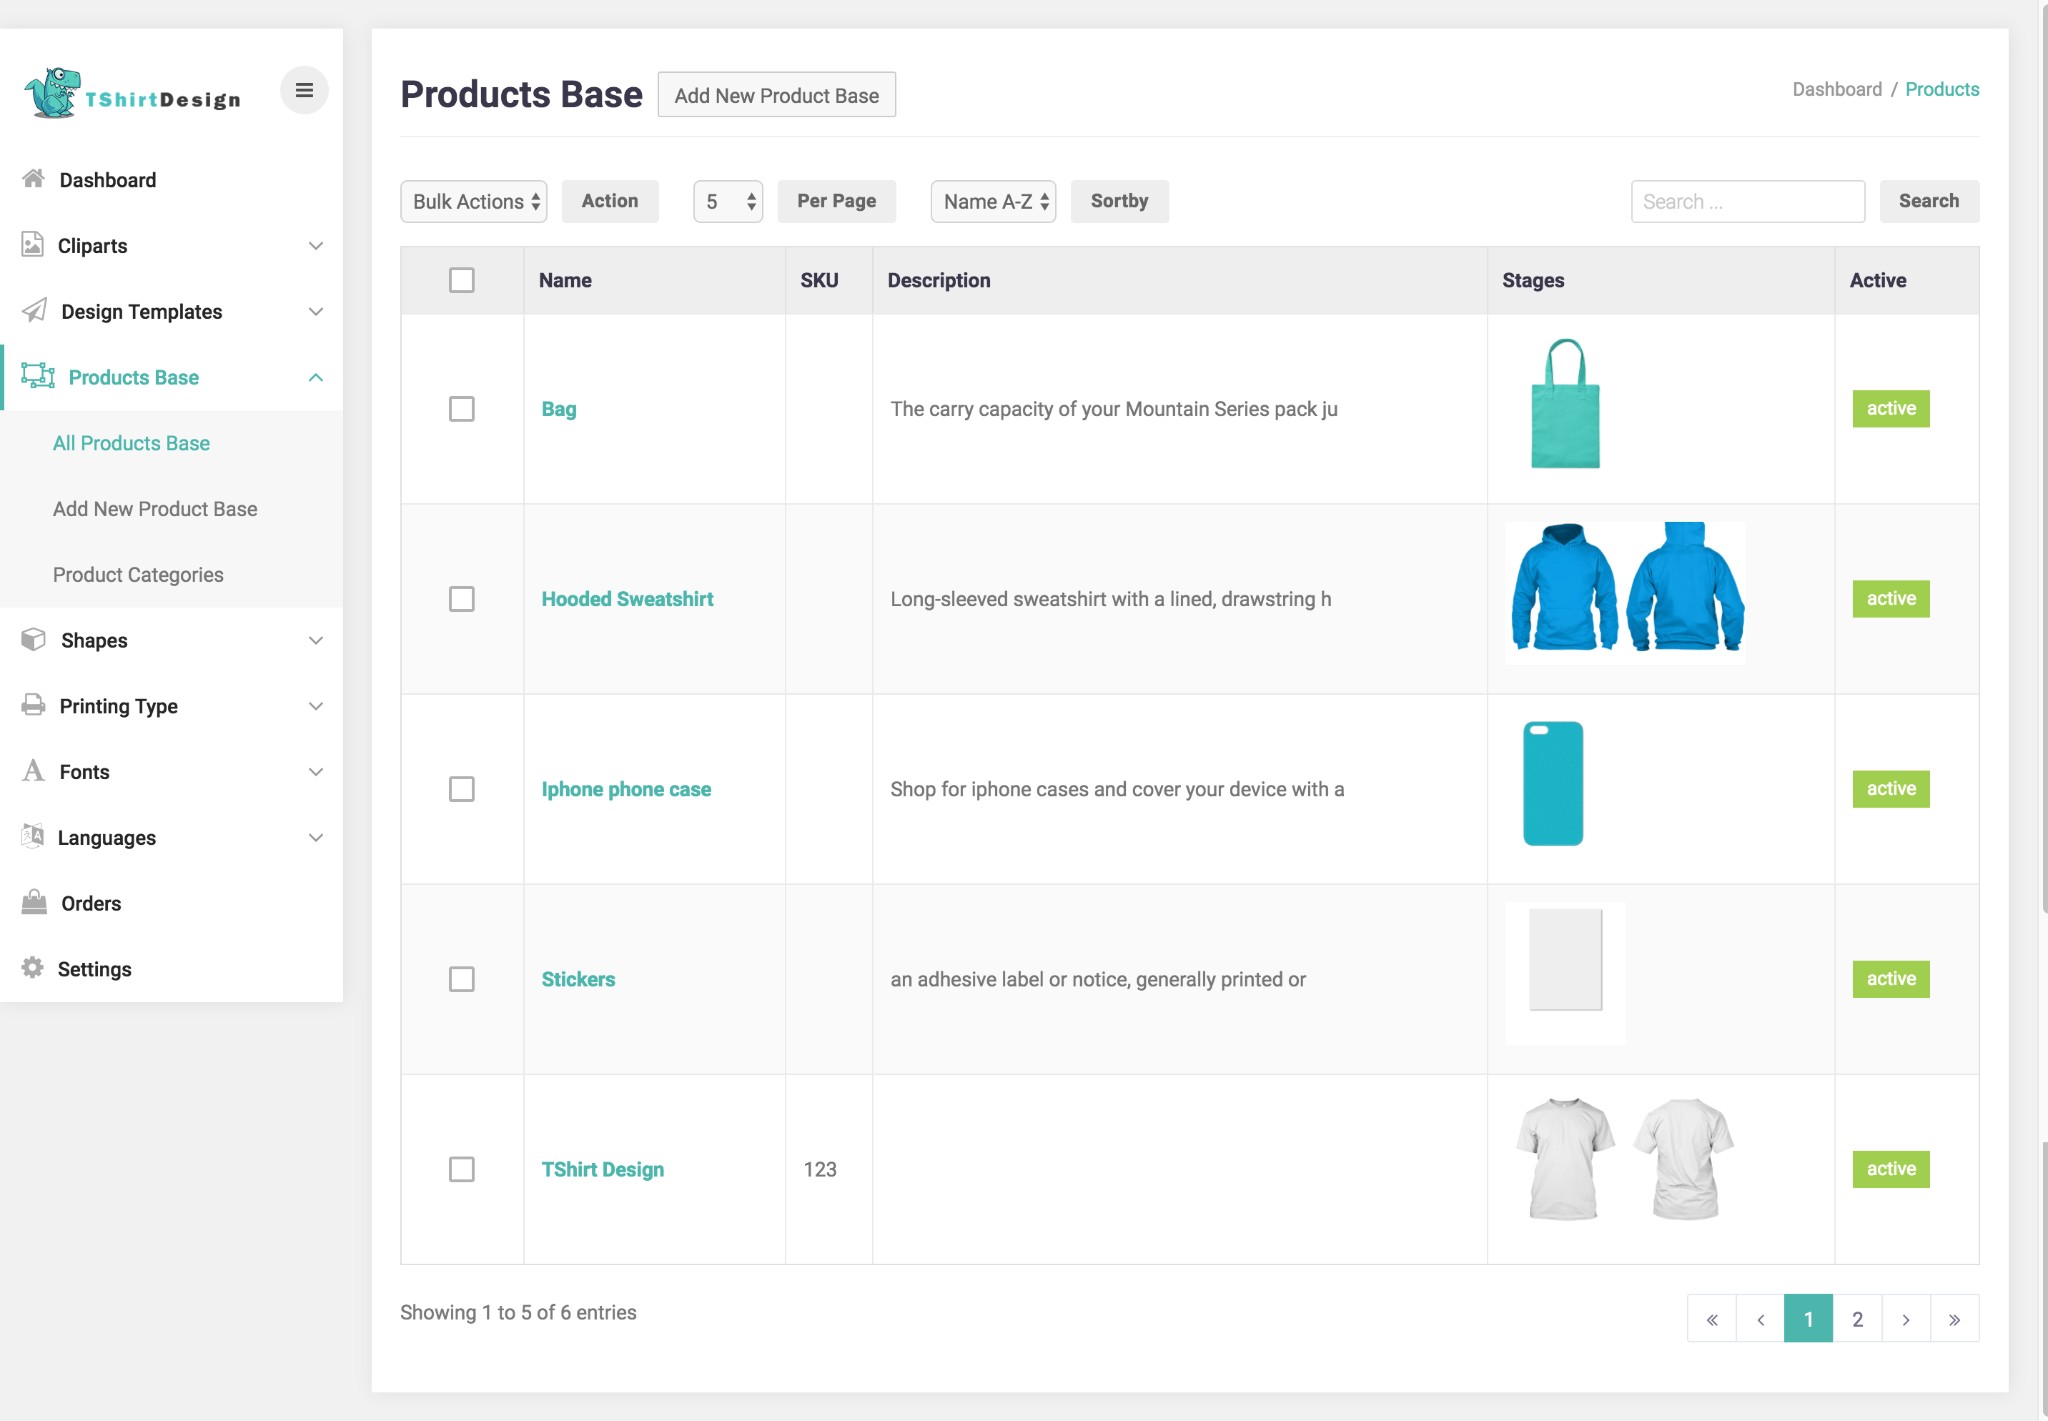 TShirtDesign
Dashboard
Cliparts
Design Templates
Products Base
All Products Base
Add New Product Base
Product Categories
Shapes
Printing Type
Fonts
Languages
Orders
Settings
Products Base
Add New Product Base
Dashboard / Products
Bulk Actions
Action
5
Per Page
Name A-Z
Sortby
Search ...
Search
Name SKU Description Stages Active
Bag The carry capacity of your Mountain Series pack ju active
Hooded Sweatshirt Long-sleeved sweatshirt with a lined, drawstring h active
Iphone phone case Shop for iphone cases and cover your device with a active
Stickers an adhesive label or notice, generally printed or active
TShirt Design 123 active
Showing 1 to 5 of 6 entries
« ‹ 1 2 › »